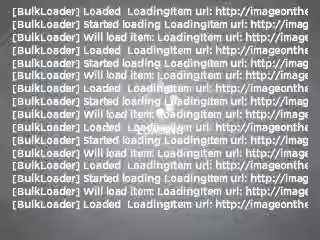 [BulkLoader] Loaded LoadingItem url: http://imageonthe
[BulkLoader] Started loading LoadingItem url: http://imag
[BulkLoader] Will load item: LoadingItem url: http://image
[BulkLoader] Loaded LoadingItem url: http://imageonthe
[BulkLoader] Started loading LoadingItem url: http://imag
[BulkLoader] Will load item: LoadingItem url: http://image
[BulkLoader] Loaded LoadingItem url: http://imageonthe
[BulkLoader] Started loading LoadingItem url: http://imag
[BulkLoader] Will load item: LoadingItem url: http://image
[BulkLoader] Loaded LoadingItem url: http://imageonthe
[BulkLoader] Started loading LoadingItem url: http://imag
[BulkLoader] Will load item: LoadingItem url: http://image
[BulkLoader] Loaded LoadingItem url: http://imageonthe
[BulkLoader] Started loading LoadingItem url: http://imag
[BulkLoader] Will load item: LoadingItem url: http://image
[BulkLoader] Loaded LoadingItem url: http://imageonthe